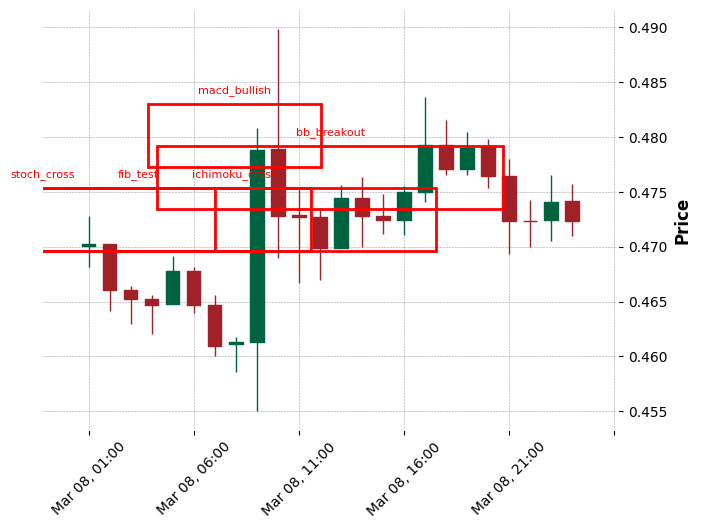 0.490
0.485
macd_bullish
0.480
bb_breakout
stoch_cross
fib_test
0.475
Price
0.470
0.465
0.460
0.455
Mar 08, 01:00
Mar 08, 06:00
Mar 08, 11:00
Mar 08, 16:00
Mar 08, 21:00